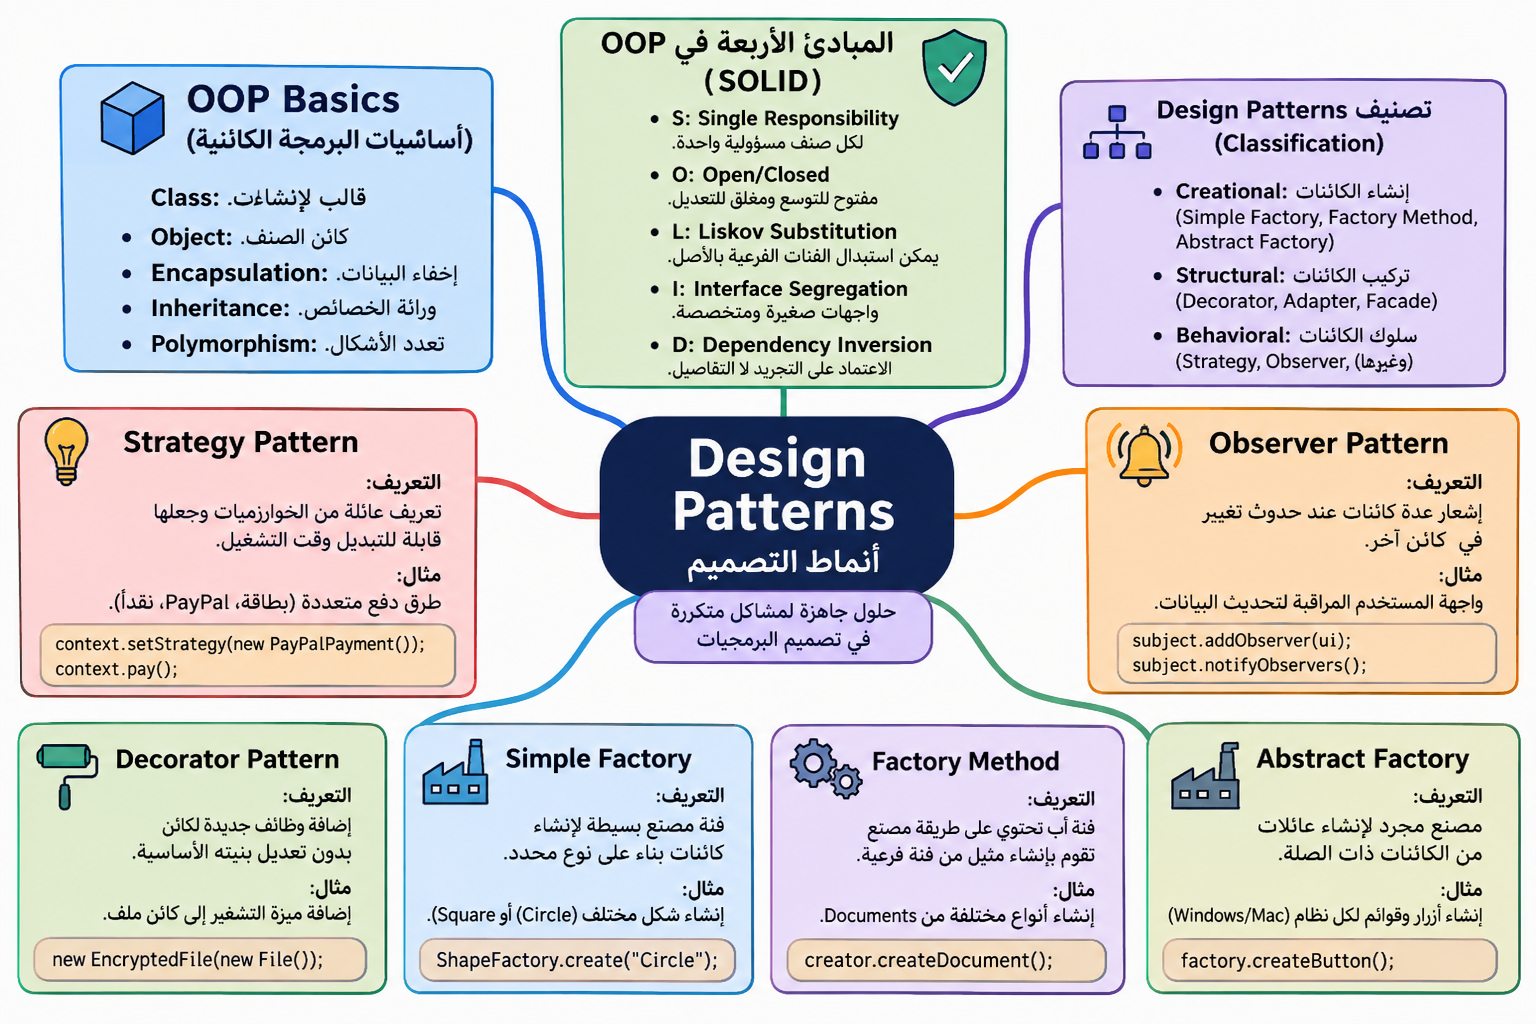 OOP Basics
(أساسيات البرمجة الكائنية)
Class: قالب لإنشاءات.
• Object: كائن الصنف.
• Encapsulation: إخفاء البيانات.
• Inheritance: وراثة الخصائص.
• Polymorphism: تعدد الأشكال.
المبادئ الأربعة في OOP
(SOLID)
• S: Single Responsibility
لكل صنف مسؤولية واحدة.
• O: Open/Closed
مفتوح للتوسع ومغلق للتعديل.
• L: Liskov Substitution
يمكن استبدال الفئات الفرعية بالأصل.
• I: Interface Segregation
واجهات صغيرة ومتخصصة.
• D: Dependency Inversion
الاعتماد على التجريد لا التفاصيل.
تصنيف Design Patterns
(Classification)
• Creational: إنشاء الكائنات
(Simple Factory, Factory Method,
Abstract Factory)
• Structural: تركيب الكائنات
(Decorator, Adapter, Facade)
• Behavioral: سلوك الكائنات
(Strategy, Observer, (وغيرها)
Strategy Pattern
التعريف:
تعريف عائلة من الخوارزميات وجعلها
قابلة للتبديل وقت التشغيل.
مثال:
طرق دفع متعددة (بطاقة، PayPal، نقدأ).
context.setStrategy(new PayPalPayment());
context.pay();
Design
Patterns
أنماط التصميم
حلول جاهزة لمشاكل متكررة
في تصميم البرمجيات
Observer Pattern
التعريف:
إشعار عدة كائنات عند حدوث تغيير
في كائن آخر.
مثال:
واجهة المستخدم المراقبة لتحديث البيانات.
subject.addObserver(ui);
subject.notifyObservers();
Decorator Pattern
التعريف:
إضافة وظائف جديدة لكائن
بدون تعديل بنيته الأساسية.
مثال:
إضافة ميزة التشغير إلى كائن ملف.
new EncryptedFile(new File());
Simple Factory
التعريف:
فئة مصنع بسيطة لإنشاء
كائنات بناء على نوع محدد.
مثال:
إنشاء شكل مختلف (Circle) أو Square).
ShapeFactory.create("Circle");
Factory Method
التعريف:
فئة أب تحتوي على طريقة مصنع
تقوم بإنشاء مثيل من فئة فرعية.
مثال:
إنشاء أنواع مختلفة من Documents.
creator.createDocument();
Abstract Factory
التعريف:
مصنع مجرد لإنشاء عائلات
من الكائنات ذات الصلة.
مثال:
إنشاء أزرار وقوائم لكل نظام (Windows/Mac)
factory.createButton();